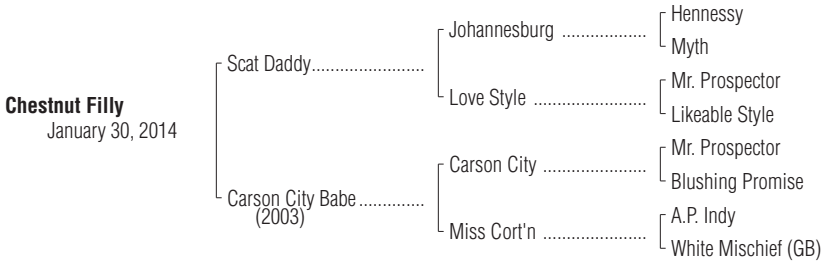 Hennessy
Johannesburg ....................
Myth
Scat Daddy.......................
Mr. Prospector
Love Style ..........................
Likeable Style
Chestnut Filly
January 30, 2014
Mr. Prospector
Carson City ........................
Blushing Promise
Carson City Babe..............
(2003)
A.P. Indy
Miss Cort'n ........................
White Mischief (GB)